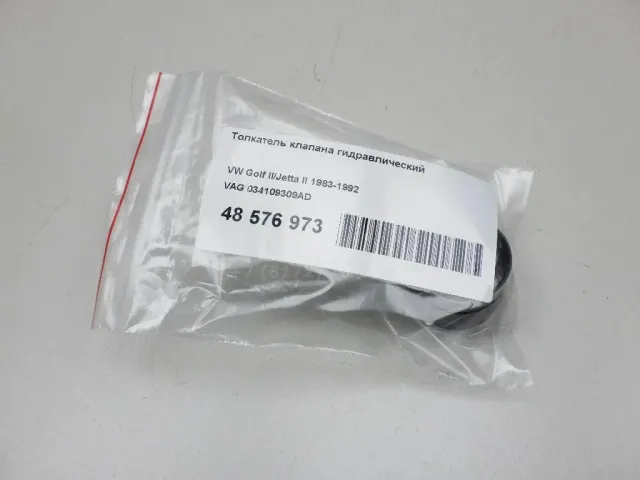 Толкатель клапана гидравлический
VW Golf II/Jetta II 1983-1992
VAG 034109309AD
48 576 973